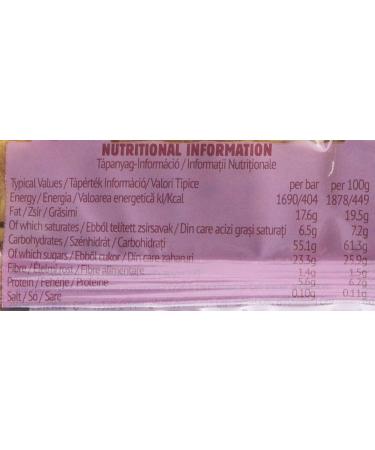 NUTRITIONAL INFORMATION
Tápanyag-Információ / Informații Nutriționale
Typical Values / Tápérték Információ / Valori Tipice per bar per 100g
Energy / Energia / Valoarea energetică kJ/Kcal 1690/404 1878/449
Fat / Zsír / Grăsimi 17.6g 19.5g
Of which saturates / Ebből telített zsírsavak / Din care acizi grași saturați 6.5g 7.2g
Carbohydrates / Szénhidrát / Carbohidrați 55.1g 61.3g
Of which sugars / Ebből cukor / Din care zaharuri 23.3g 25.9g
Fibre / Élelmi rost / Fibre alimentare 1.4g 1.5g
Protein / Fehérje / Proteine 5.6g 6.2g
Salt / Só / Sare 0.10g 0.11g